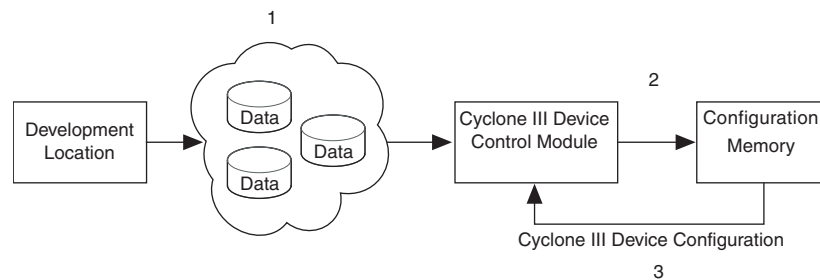 1
2
Development
Location
Data
Data
Data
Cyclone III Device
Control Module
Configuration
Memory
Cyclone III Device Configuration
3